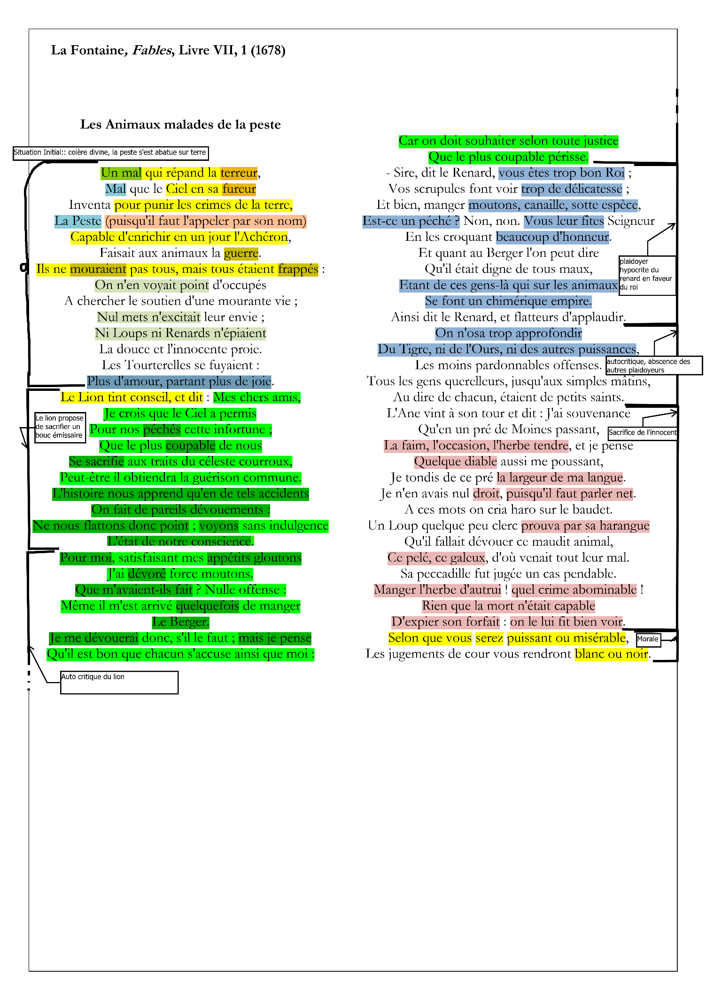 La Fontaine, Fables, Livre VII, 1 (1678)
Les Animaux malades de la peste
Situation Initial:: colère divine, la peste s'est abatue sur terre
Un mal qui répand la terreur,
Mal que le Ciel en sa fureur
Inventa pour punir les crimes de la terre,
La Peste (puisqu'il faut l'appeler par son nom)
Capable d'enrichir en un jour l'Achéron,
Faisait aux animaux la guerre.
Ils ne mouraient pas tous, mais tous étaient frappés :
On n'en voyait point d'occupés
A chercher le soutien d'une mourante vie ;
Nul mets n'excitait leur envie ;
Ni Loups ni Renards n'épiaient
La douce et l'innocente proie.
Les Tourterelles se fuyaient :
Plus d'amour, partant plus de joie.
Le Lion tint conseil, et dit : Mes chers amis,
Je crois que le Ciel a permis
Pour nos péchés cette infortune ;
Que le plus coupable de nous
Se sacrifie aux traits du céleste courroux,
Peut-être il obtiendra la guérison commune.
L'histoire nous apprend qu'en de tels accidents
On fait de pareils dévouements :
Ne nous flattons donc point ; voyons sans indulgence
L'état de notre conscience.
Le lion propose
de sacrifier un
bouc émissaire
Pour moi, satisfaisant mes appétits gloutons
J'ai dévoré force moutons.
Que m'avaient-ils fait ? Nulle offense :
Même il m'est arrivé quelquefois de manger
Le Berger.
Je me dévouerai donc, s'il le faut ; mais je pense
Qu'il est bon que chacun s'accuse ainsi que moi :
Auto critique du lion
Car on doit souhaiter selon toute justice
Que le plus coupable périsse.
- Sire, dit le Renard, vous êtes trop bon Roi ;
Vos scrupules font voir trop de délicatesse ;
Et bien, manger moutons, canaille, sotte espèce,
Est-ce un péché ? Non, non. Vous leur fîtes Seigneur
En les croquant beaucoup d'honneur.
Et quant au Berger l'on peut dire
Qu'il était digne de tous maux,
Etant de ces gens-là qui sur les animaux
Se font un chimérique empire.
plaidoyer
hypocrite du
renard en faveur
du roi
Ainsi dit le Renard, et flatteurs d'applaudir.
On n'osa trop approfondir
Du Tigre, ni de l'Ours, ni des autres puissances,
Les moins pardonnables offenses.
autocritique, abscence des
autres plaidoyeurs
Tous les gens querelleurs, jusqu'aux simples mâtins,
Au dire de chacun, étaient de petits saints.
L'Ane vint à son tour et dit : J'ai souvenance
Qu'en un pré de Moines passant,
Sacrifice de l'innocent
La faim, l'occasion, l'herbe tendre, et je pense
Quelque diable aussi me poussant,
Je tondis de ce pré la largeur de ma langue.
Je n'en avais nul droit, puisqu'il faut parler net.
A ces mots on cria haro sur le baudet.
Un Loup quelque peu clerc prouva par sa harangue
Qu'il fallait dévouer ce maudit animal,
Ce pelé, ce galeux, d'où venait tout leur mal.
Sa peccadille fut jugée un cas pendable.
Manger l'herbe d'autrui ! quel crime abominable !
Rien que la mort n'était capable
D'expier son forfait : on le lui fit bien voir.
Selon que vous serez puissant ou misérable,
Morale
Les jugements de cour vous rendront blanc ou noir.